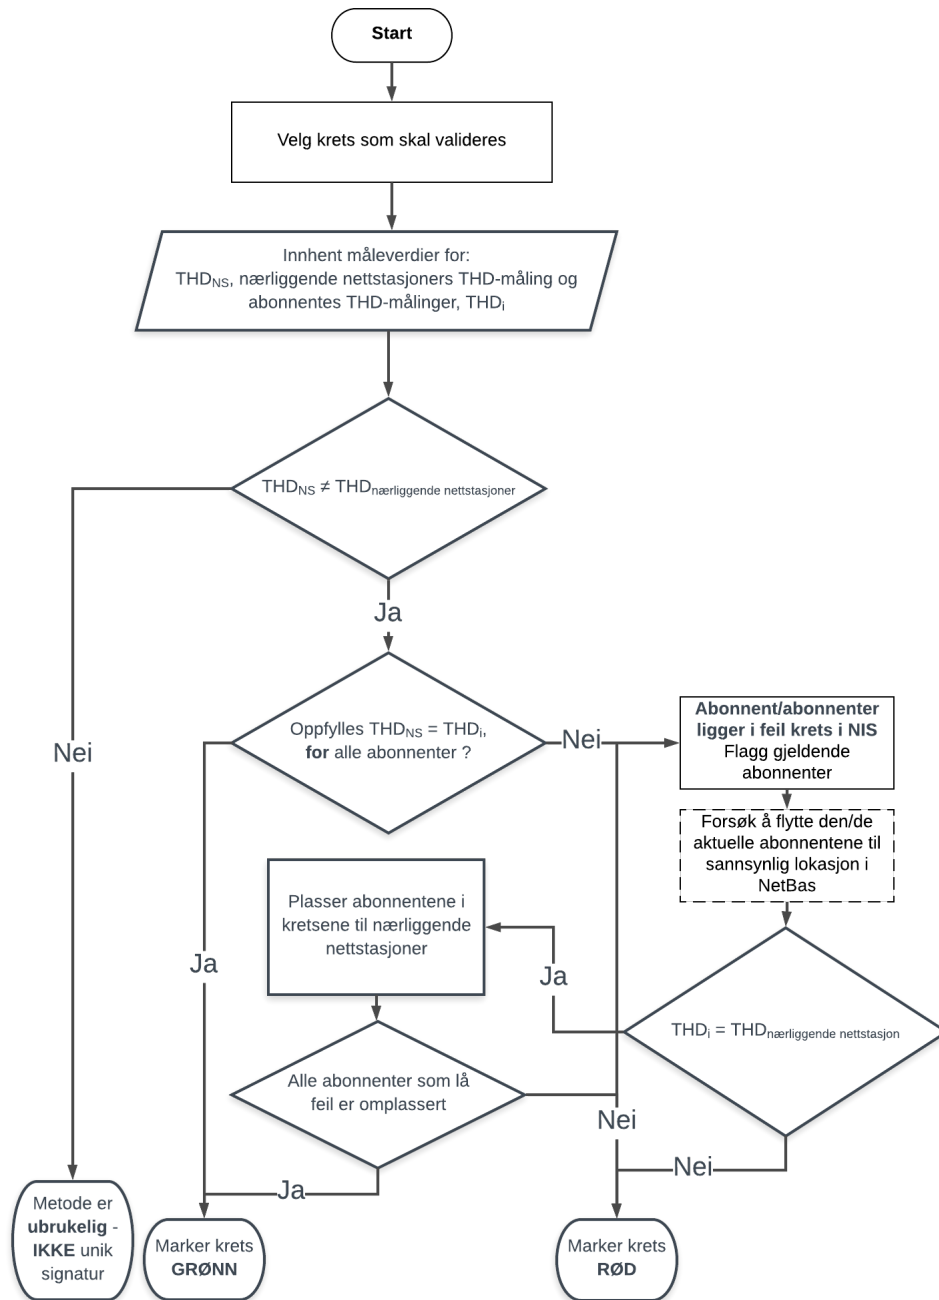 Start
Velg krets som skal valideres
Innhent måleverdier for:
THDNS, nærliggende nettstasjoners THD-måling og
abonnentes THD-målinger, THDi
THDNS ≠ THDnærliggende nettstasjoner
Ja
Nei
Oppfylles THDNS = THDi,
for alle abonnenter ?
Nei
Abonnent/abonnenter
ligger i feil krets i NIS
Flagg gjeldende
abonnenter
Forsøk å flytte den/de
aktuelle abonnentene til
sannsynlig lokasjon i
NetBas
Plasser abonnentene i
kretsene til nærliggende
nettstasjoner
Ja
Ja
THDi = THDnærliggende nettstasjon
Alle abonnenter som lå
feil er omplassert
Nei
Nei
Ja
Metode er
ubrukelig -
IKKE unik
signatur
Marker krets
GRØNN
Marker krets
RØD